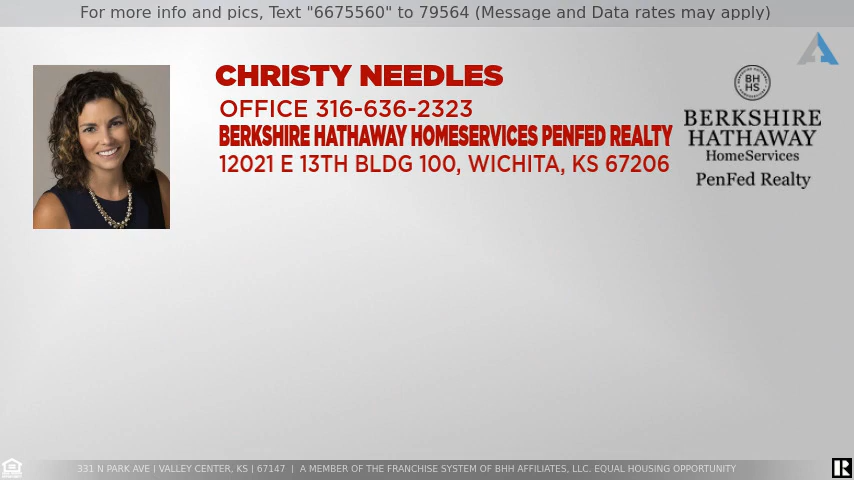 For more info and pics, Text "6675560" to 79564 (Message and Data rates may apply)
CHRISTY NEEDLES
OFFICE 316-636-2323
BERKSHIRE HATHAWAY HOMESERVICES PENFED REALTY
12021 E 13TH BLDG 100, WICHITA, KS 67206
BH
HS
BERKSHIRE
HATHAWAY
HomeServices
PenFed Realty
331 N PARK AVE | VALLEY CENTER, KS | 67147 | A MEMBER OF THE FRANCHISE SYSTEM OF BHH AFFILIATES, LLC. EQUAL HOUSING OPPORTUNITY